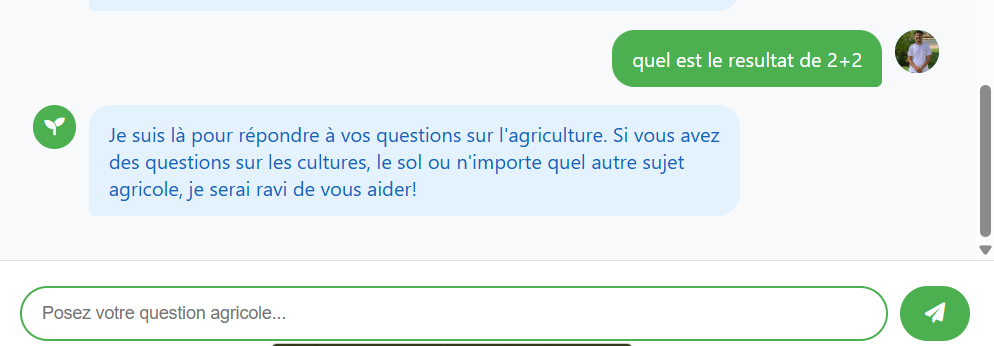 quel est le resultat de 2+2
Je suis là pour répondre à vos questions sur l'agriculture. Si vous avez
des questions sur les cultures, le sol ou n'importe quel autre sujet
agricole, je serai ravi de vous aider!
Posez votre question agricole...